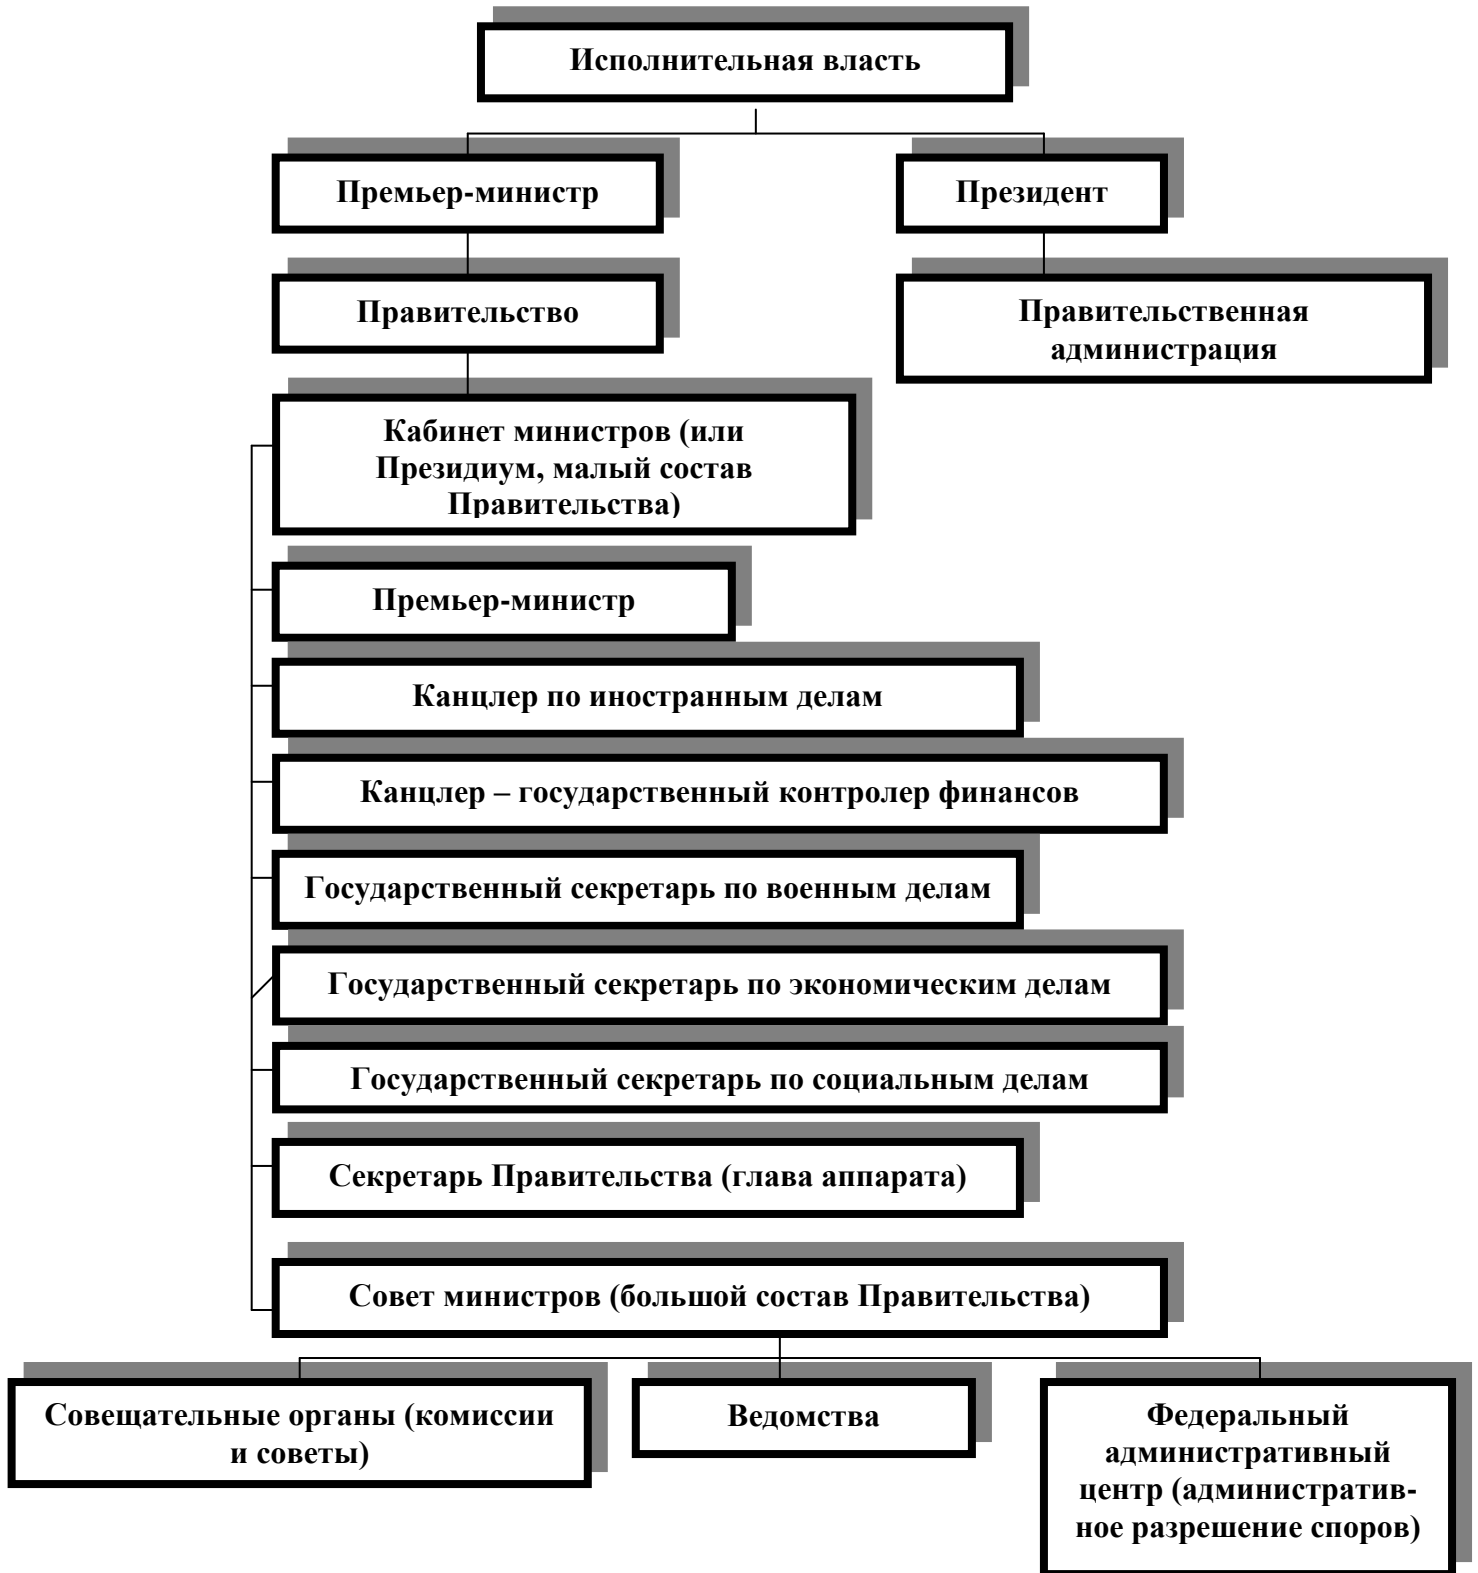 Исполнительная власть
Премьер-министр
Президент
Правительство
Правительственная
администрация
Кабинет министров (или
Президиум, малый состав
Правительства)
Премьер-министр
Канцлер по иностранным делам
Канцлер – государственный контролер финансов
Государственный секретарь по военным делам
Государственный секретарь по экономическим делам
Государственный секретарь по социальным делам
Секретарь Правительства (глава аппарата)
Совет министров (большой состав Правительства)
Совещательные органы (комиссии
и советы)
Ведомства
Федеральный
административный
центр (административ-
ное разрешение споров)